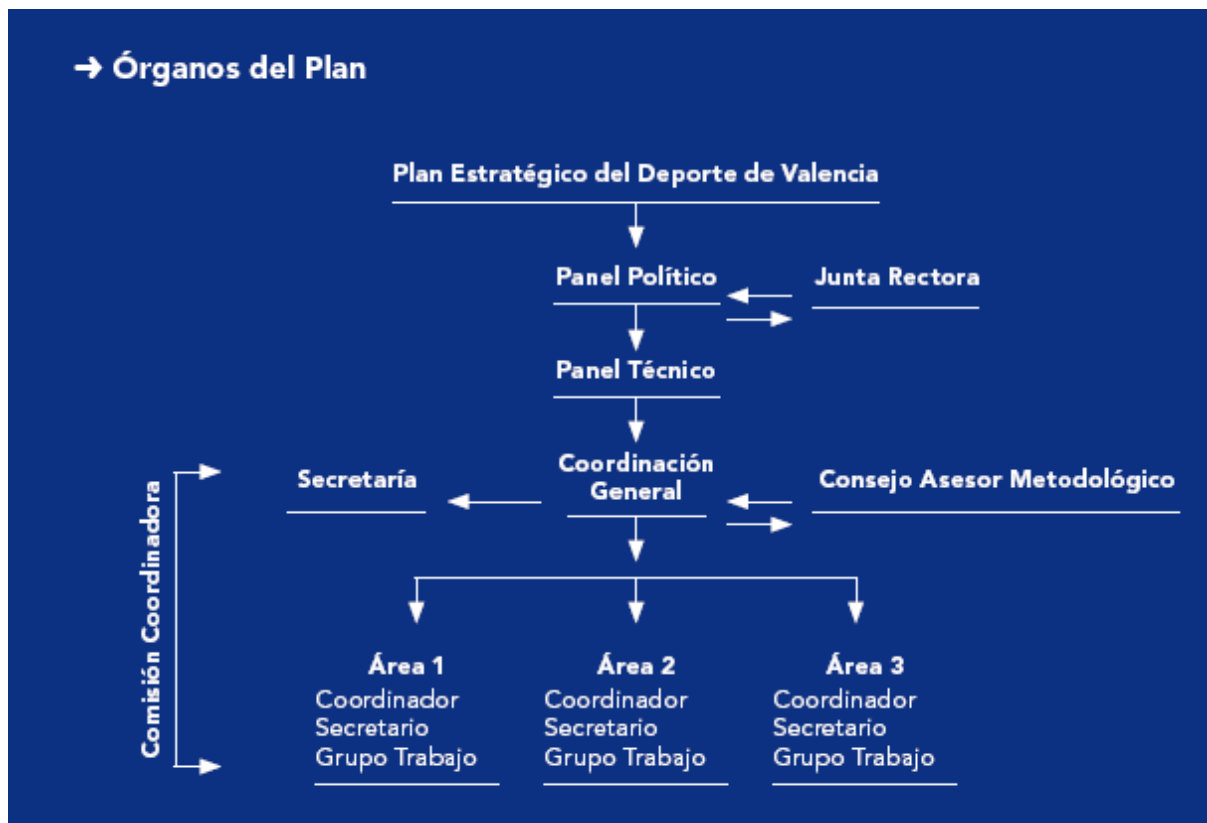 → Órganos del Plan
Plan Estratégico del Deporte de Valencia
Panel Político
Junta Rectora
Panel Técnico
Comisión Coordinadora
Secretaría
Coordinación
General
Consejo Asesor Metodológico
Área 1
Coordinador
Secretario
Grupo Trabajo
Área 2
Coordinador
Secretario
Grupo Trabajo
Área 3
Coordinador
Secretario
Grupo Trabajo